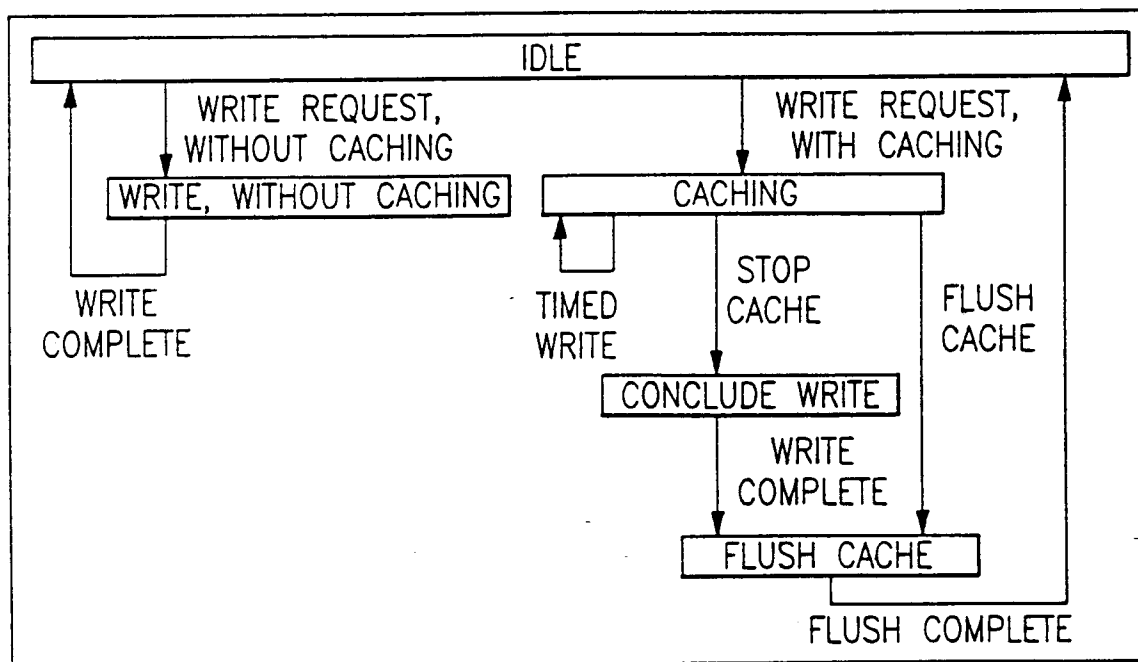 IDLE
WRITE REQUEST,
WITHOUT CACHING
WRITE REQUEST,
WITH CACHING
WRITE, WITHOUT CACHING
CACHING
WRITE
COMPLETE
TIMED
WRITE
STOP
CACHE
FLUSH
CACHE
CONCLUDE WRITE
WRITE
COMPLETE
FLUSH CACHE
FLUSH COMPLETE